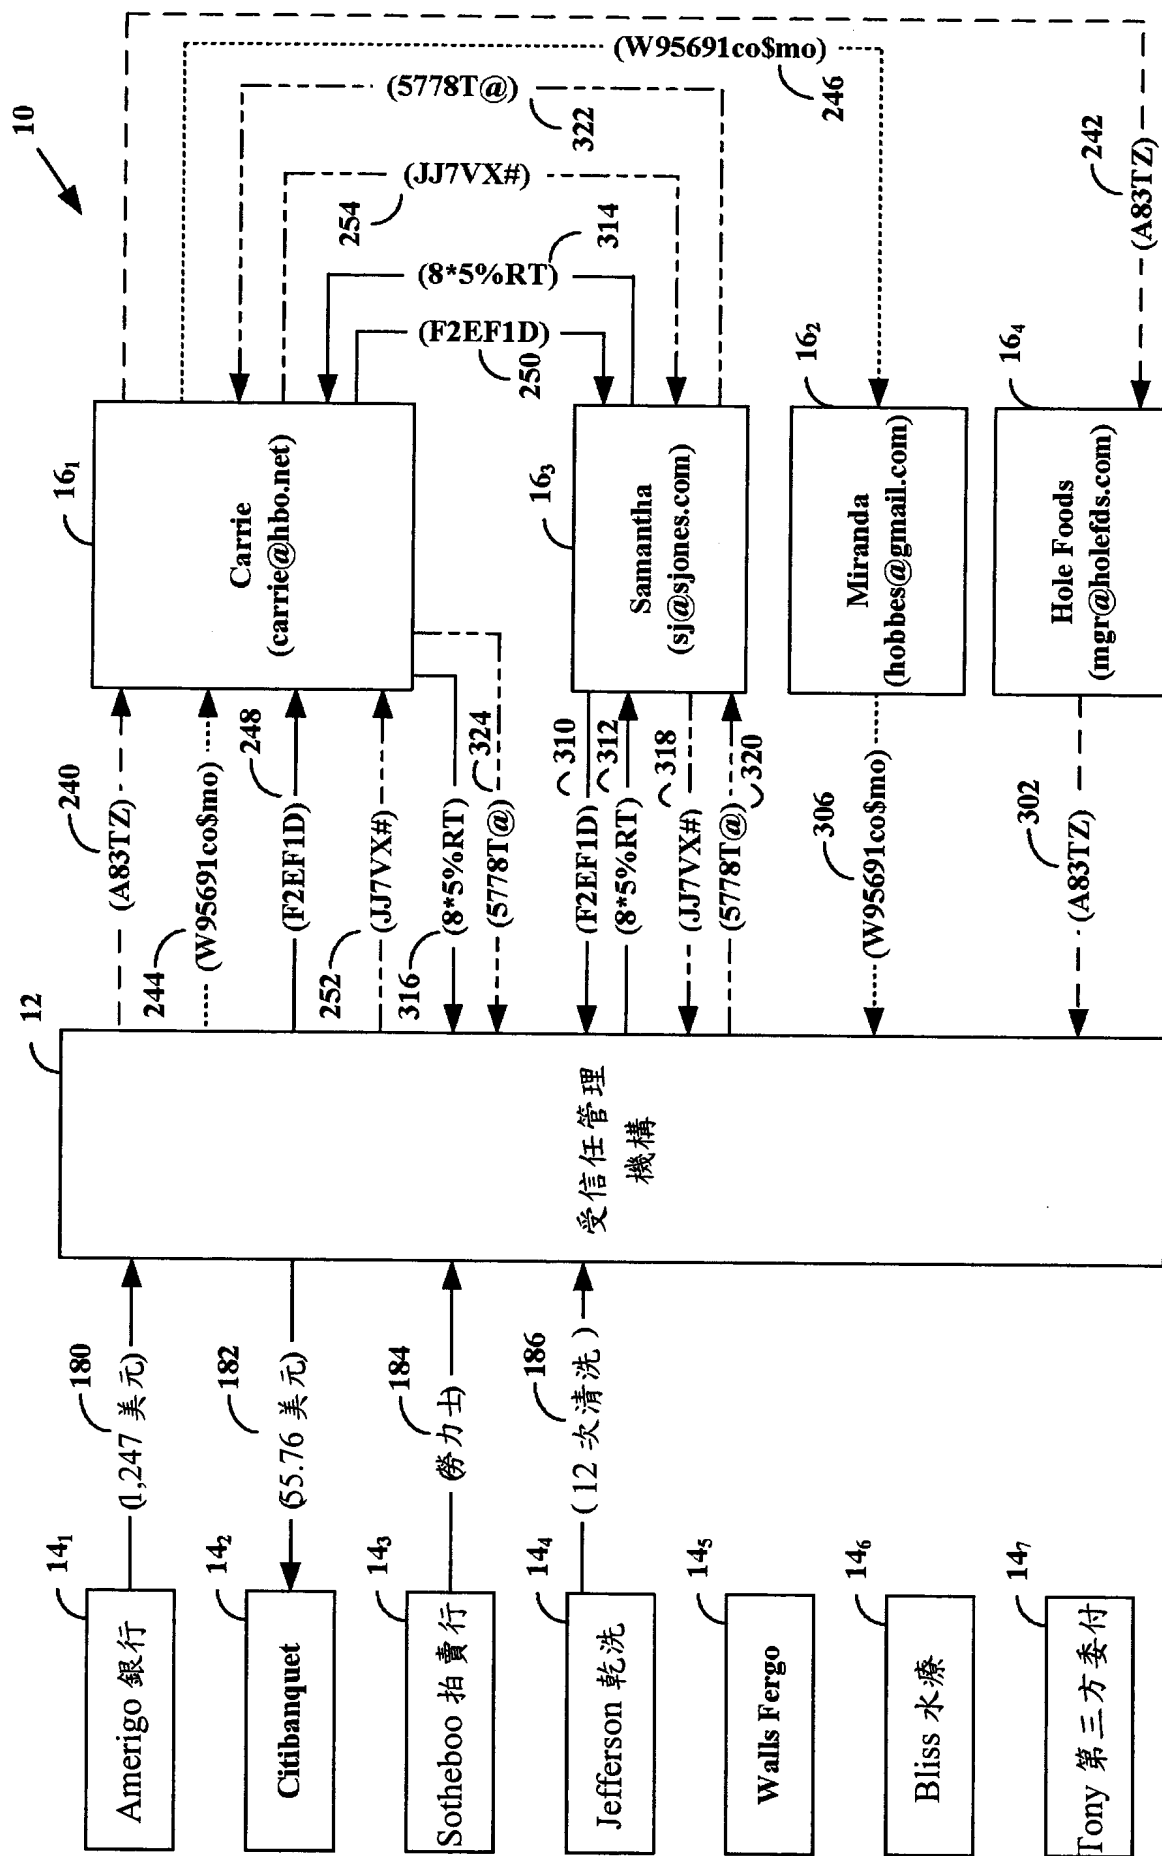 10
12
14₁
Amerigo 銀行
180
(1,247 美元)
14₂
Citibanquet
182
(55.76 美元)
14₃
Sotheboo 拍賣行
184
(勞力士)
14₄
Jefferson 乾洗
186
(12 次清洗)
14₅
Walls Fergo
14₆
Bliss 水療
14₇
Tony 第三方委付
受信任管理
機構
240
(A83TZ)
244
(W95691co$mo)
248
(F2EF1D)
252
(JJ7VX#)
316
(8*5%RT)
324
(5778T@)
310
(F2EF1D)
312
(8*5%RT)
318
(JJ7VX#)
320
(5778T@)
306
(W95691co$mo)
302
(A83TZ)
16₁
Carrie
(carrie@hbo.net)
16₃
Samantha
(sj@sjones.com)
16₂
Miranda
(hobbes@gmail.com)
16₄
Hole Foods
(mgr@holefds.com)
(F2EF1D)
250
(8*5%RT)
314
(JJ7VX#)
254
(5778T@)
322
(W95691co$mo)
246
242
(A83TZ)